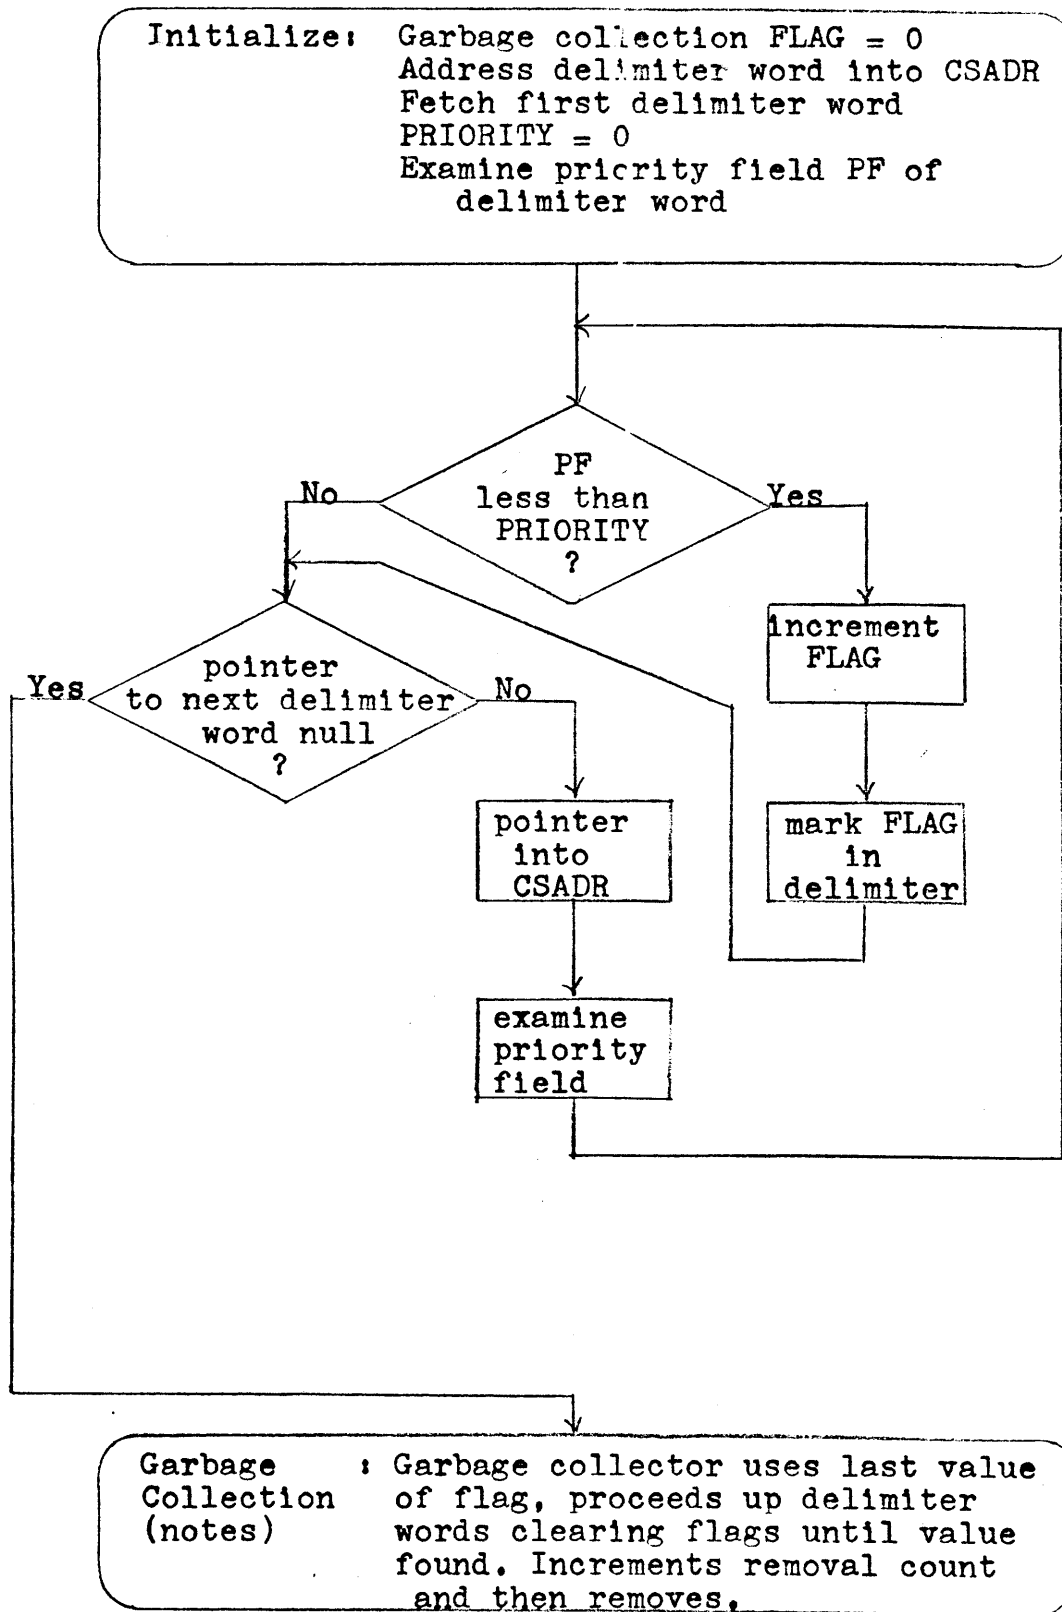 Initialize: Garbage collection FLAG = 0
Address delimiter word into CSADR
Fetch first delimiter word
PRIORITY = 0
Examine priority field PF of
delimiter word
PF
less than
PRIORITY
?
No
Yes
increment
FLAG
mark FLAG
in
delimiter
pointer
to next delimiter
word null
?
Yes
No
pointer
into
CSADR
examine
priority
field
Garbage : Garbage collector uses last value
Collection of flag, proceeds up delimiter
(notes) words clearing flags until value
found. Increments removal count
and then removes.